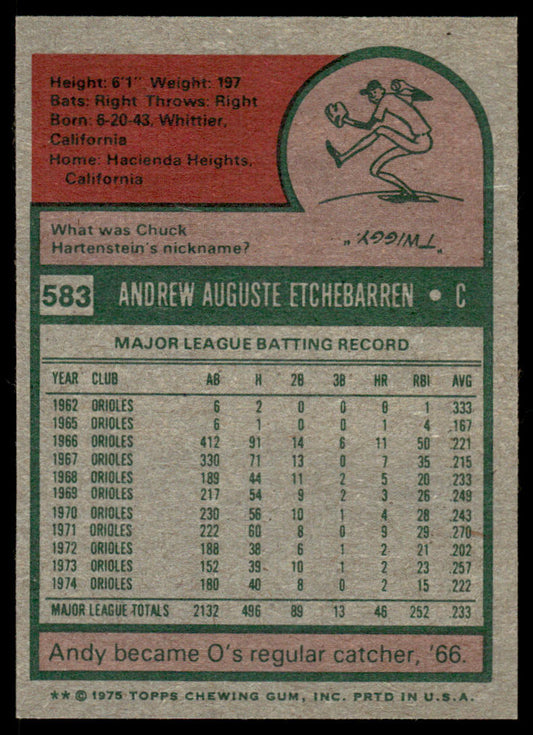 Height: 6'1" Weight: 197
Bats: Right Throws: Right
Born: 6-20-43, Whittier,
California
Home: Hacienda Heights,
California
What was Chuck
Hartenstein's nickname?
"TWIGGY."
583 ANDREW AUGUSTE ETCHEBARREN • C
MAJOR LEAGUE BATTING RECORD
YEAR CLUB AB H 2B 3B HR RBI AVG
1962 ORIOLES 6 2 0 0 0 1 .333
1965 ORIOLES 6 1 0 0 1 4 .167
1966 ORIOLES 412 91 14 6 11 50 .221
1967 ORIOLES 330 71 13 0 7 35 .215
1968 ORIOLES 189 44 11 2 5 20 .233
1969 ORIOLES 217 54 9 2 3 26 .249
1970 ORIOLES 230 56 10 1 4 28 .243
1971 ORIOLES 222 60 8 0 9 29 .270
1972 ORIOLES 188 38 6 1 2 21 .202
1973 ORIOLES 152 39 10 1 2 23 .257
1974 ORIOLES 180 40 8 0 2 15 .222
MAJOR LEAGUE TOTALS 2132 496 89 13 46 252 .233
Andy became O's regular catcher, '66.
** © 1975 TOPPS CHEWING GUM, INC. PRTD IN U.S.A.